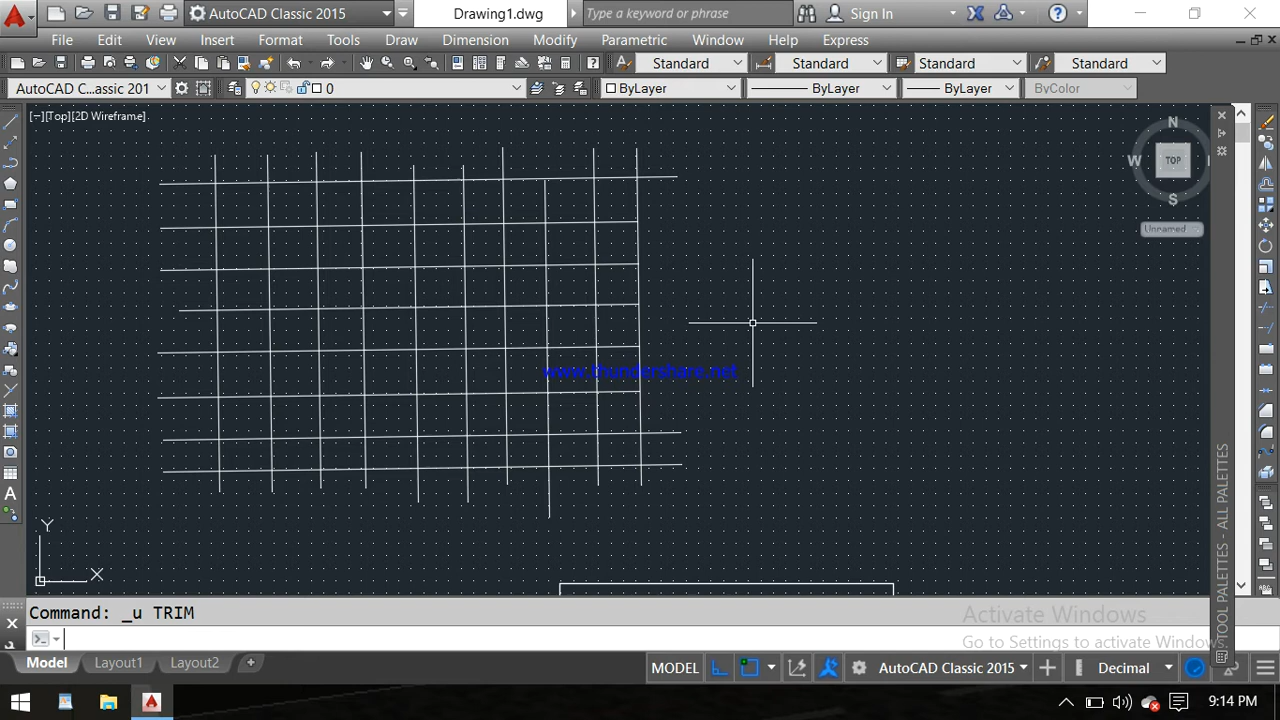 AutoCAD Classic 2015 Drawing1.dwg Type a keyword or phrase Sign In
File Edit View Insert Format Tools Draw Dimension Modify Parametric Window Help Express
Standard Standard Standard Standard
AutoCAD C...assic 201 0 ByLayer ByLayer ByLayer ByColor
[−][Top][2D Wireframe]
N
W TOP
S
Unnamed
www.thundershare.net
TOOL PALETTES - ALL PALETTES
Y
X
Command: _u TRIM
Activate Windows
Go to Settings to activate Windows.
Model Layout1 Layout2 MODEL AutoCAD Classic 2015 Decimal
9:14 PM